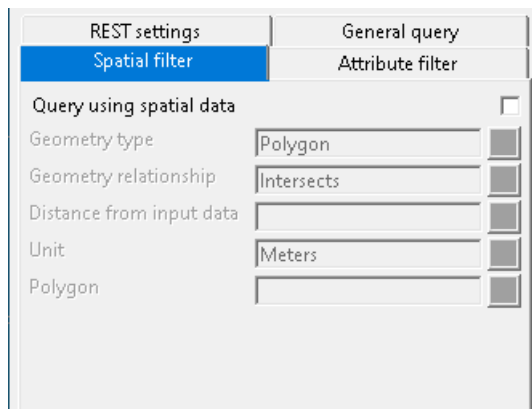 REST settings General query
Spatial filter Attribute filter
Query using spatial data
Geometry type Polygon
Geometry relationship Intersects
Distance from input data
Unit Meters
Polygon